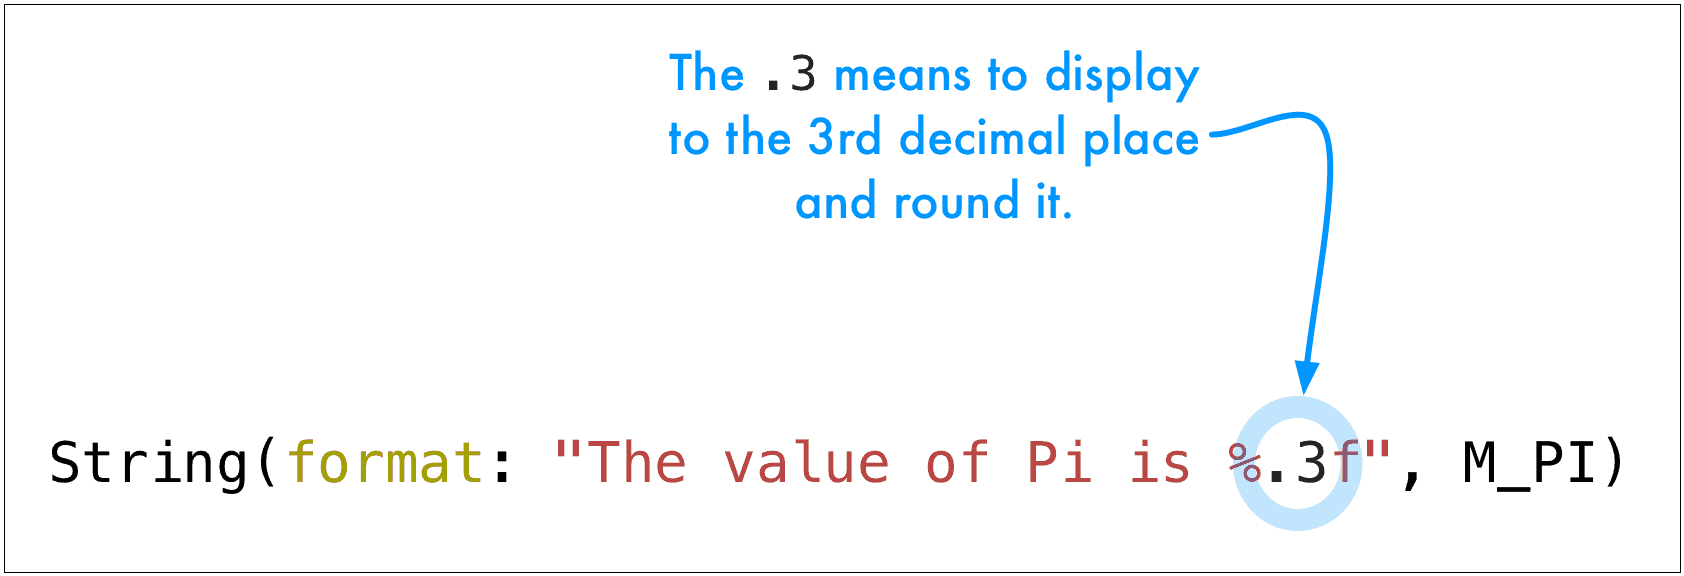 The .3 means to display
to the 3rd decimal place
and round it.
String(format: "The value of Pi is %.3f", M_PI)